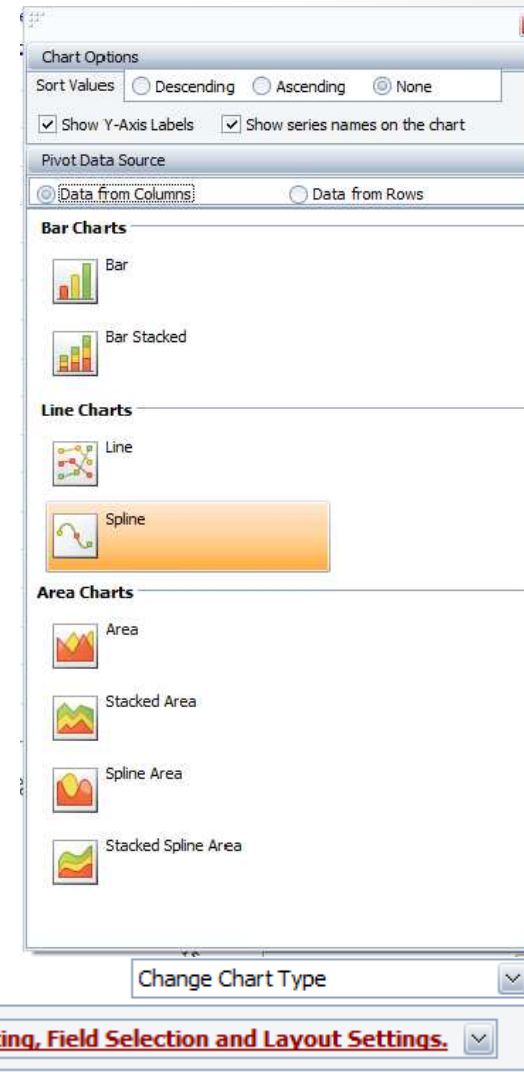 Chart Options
Sort Values Descending Ascending None
Show Y-Axis Labels Show series names on the chart
Pivot Data Source
Data from Columns Data from Rows
Bar Charts
Bar
Bar Stacked
Line Charts
Line
Spline
Area Charts
Area
Stacked Area
Spline Area
Stacked Spline Area
Change Chart Type
ting, Field Selection and Layout Settings.